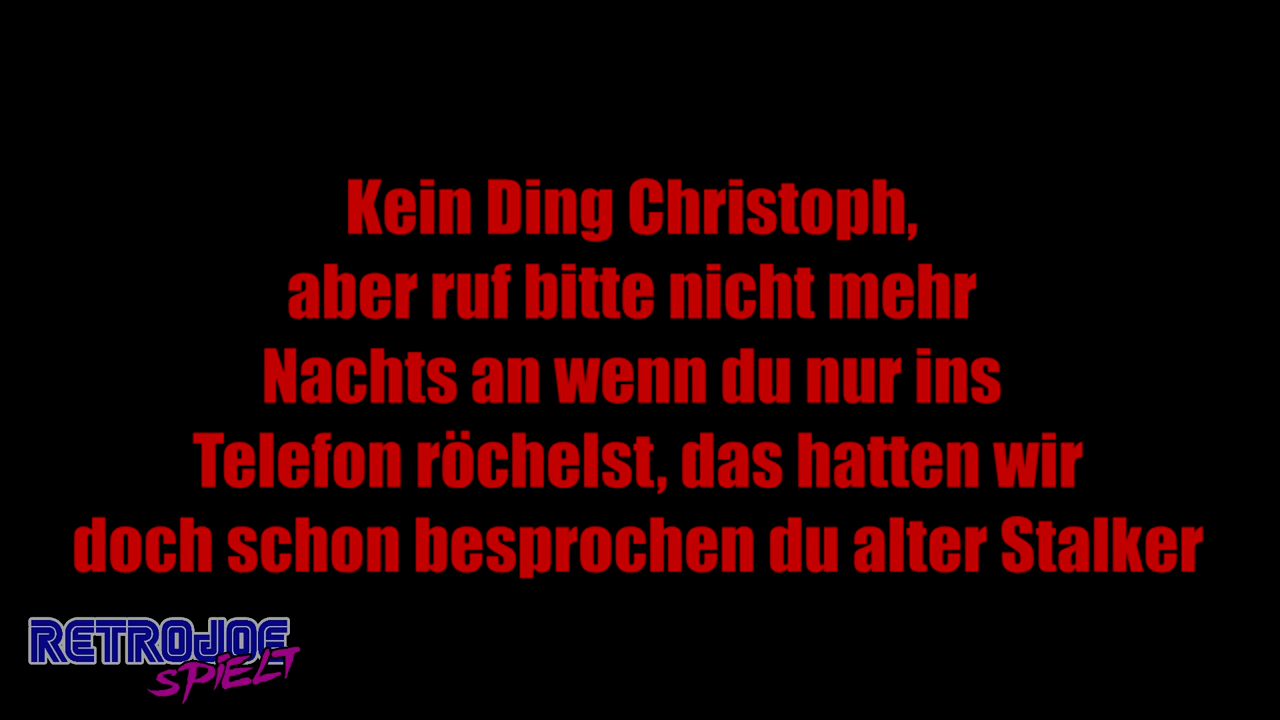 Kein Ding Christoph,
aber ruf bitte nicht mehr
Nachts an wenn du nur ins
Telefon röchelst, das hatten wir
doch schon besprochen du alter Stalker
RETROJOE
SPIELT